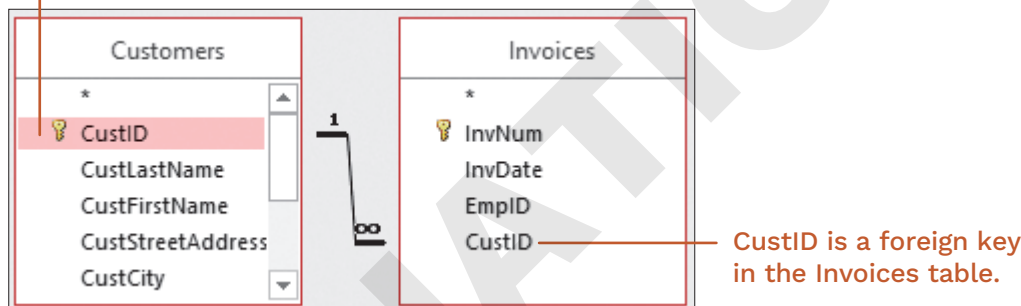 Customers
*
CustID
CustLastName
CustFirstName
CustStreetAddress
CustCity
1
∞
Invoices
*
InvNum
InvDate
EmpID
CustID
CustID is a foreign key
in the Invoices table.